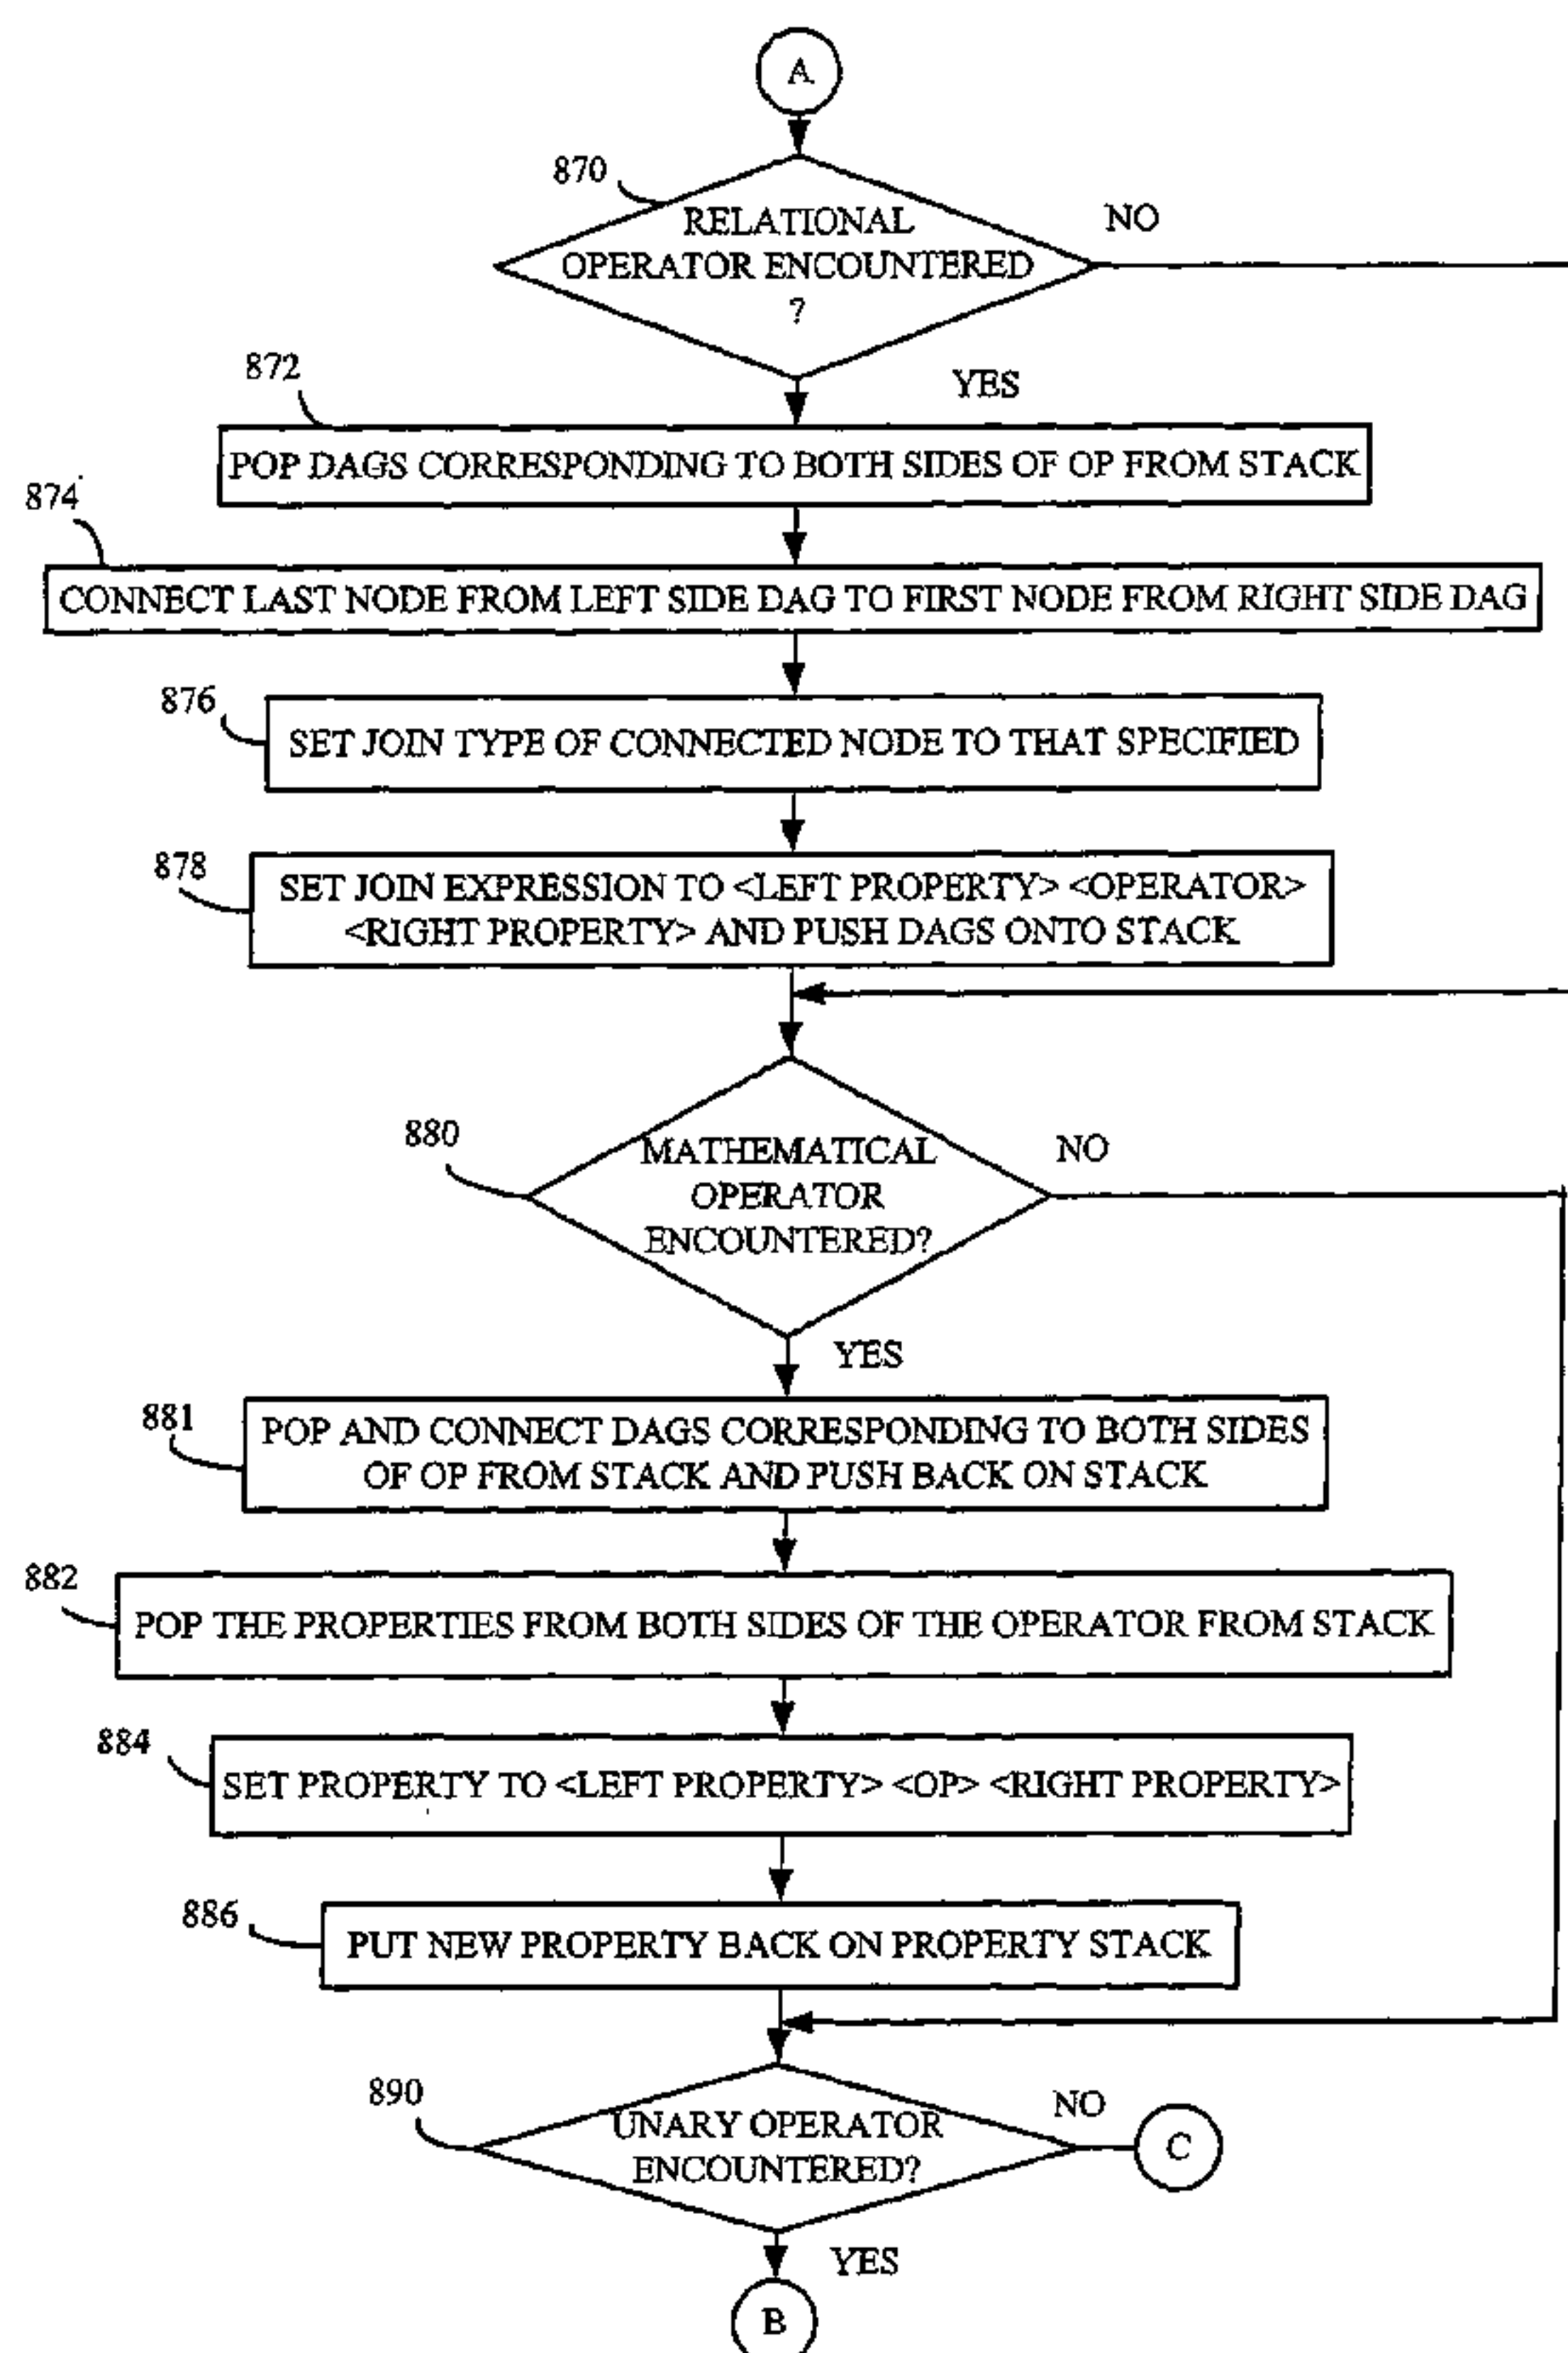 A
870
RELATIONAL
OPERATOR ENCOUNTERED
?
NO
YES
872
POP DAGS CORRESPONDING TO BOTH SIDES OF OP FROM STACK
874
CONNECT LAST NODE FROM LEFT SIDE DAG TO FIRST NODE FROM RIGHT SIDE DAG
876
SET JOIN TYPE OF CONNECTED NODE TO THAT SPECIFIED
878
SET JOIN EXPRESSION TO <LEFT PROPERTY> <OPERATOR>
<RIGHT PROPERTY> AND PUSH DAGS ONTO STACK
880
MATHEMATICAL
OPERATOR
ENCOUNTERED?
NO
YES
881
POP AND CONNECT DAGS CORRESPONDING TO BOTH SIDES
OF OP FROM STACK AND PUSH BACK ON STACK
882
POP THE PROPERTIES FROM BOTH SIDES OF THE OPERATOR FROM STACK
884
SET PROPERTY TO <LEFT PROPERTY> <OP> <RIGHT PROPERTY>
886
PUT NEW PROPERTY BACK ON PROPERTY STACK
890
UNARY OPERATOR
ENCOUNTERED?
NO
C
YES
B